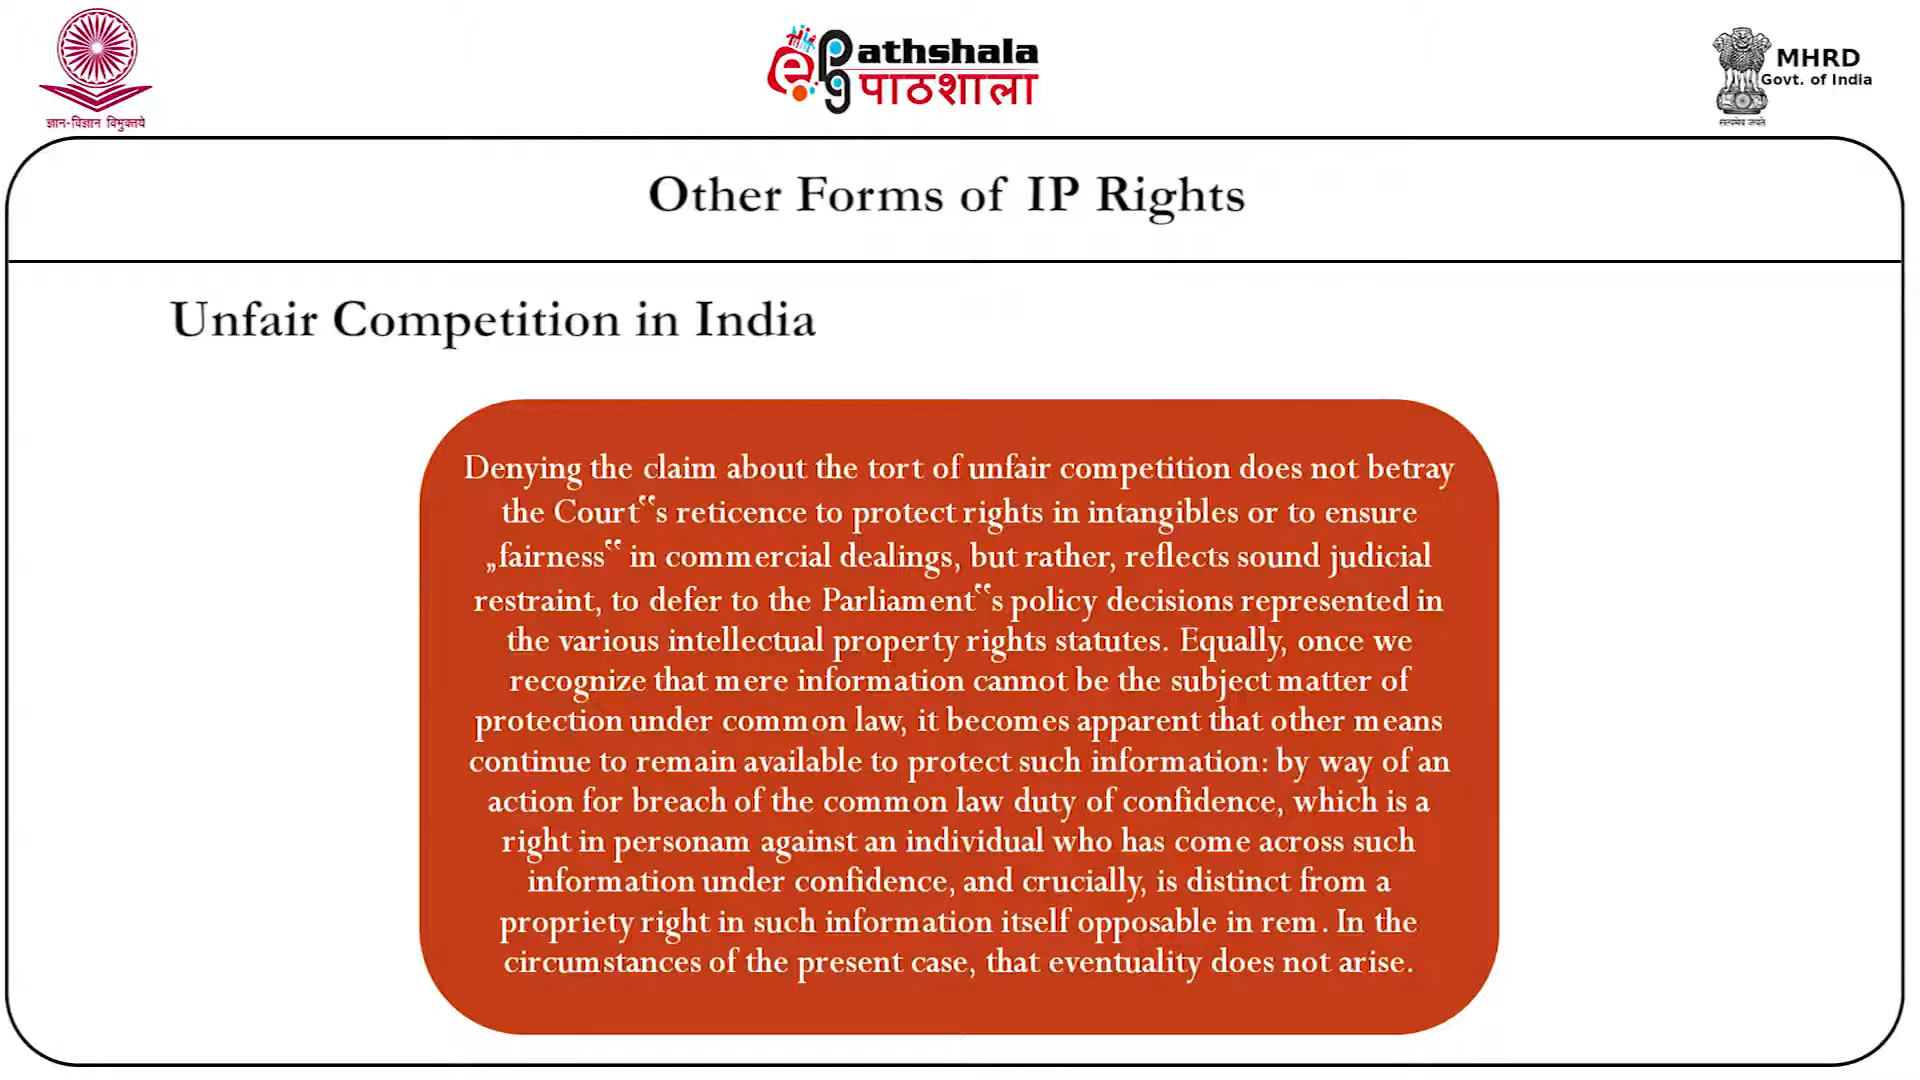 ज्ञान-विज्ञान विमुक्तये
ePathshala
पाठशाला
MHRD
Govt. of India
सत्यमेव जयते
Other Forms of IP Rights
Unfair Competition in India
Denying the claim about the tort of unfair competition does not betray
the Court‟s reticence to protect rights in intangibles or to ensure
„fairness‟ in commercial dealings, but rather, reflects sound judicial
restraint, to defer to the Parliament‟s policy decisions represented in
the various intellectual property rights statutes. Equally, once we
recognize that mere information cannot be the subject matter of
protection under common law, it becomes apparent that other means
continue to remain available to protect such information: by way of an
action for breach of the common law duty of confidence, which is a
right in personam against an individual who has come across such
information under confidence, and crucially, is distinct from a
propriety right in such information itself opposable in rem. In the
circumstances of the present case, that eventuality does not arise.